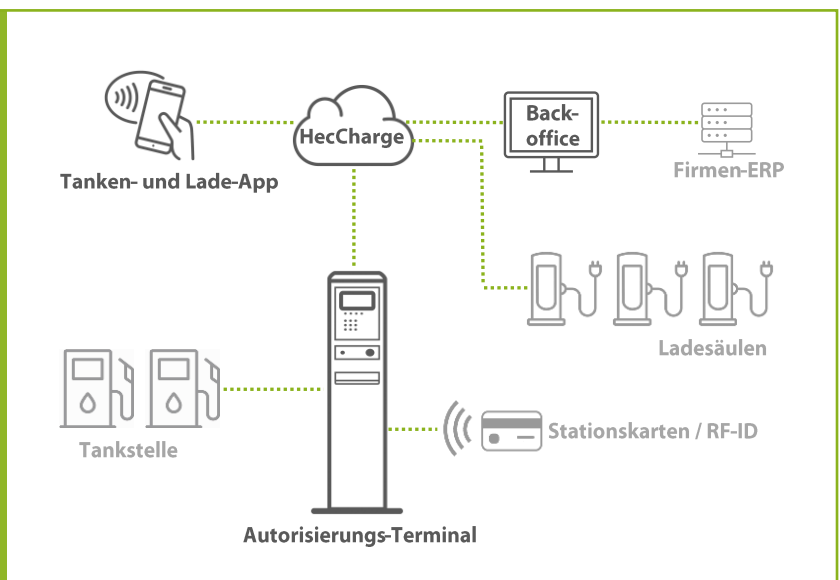 Back-
office
HecCharge
Tanken- und Lade-App
Firmen-ERP
Ladesäulen
Stationskarten / RF-ID
Tankstelle
Autorisierungs-Terminal